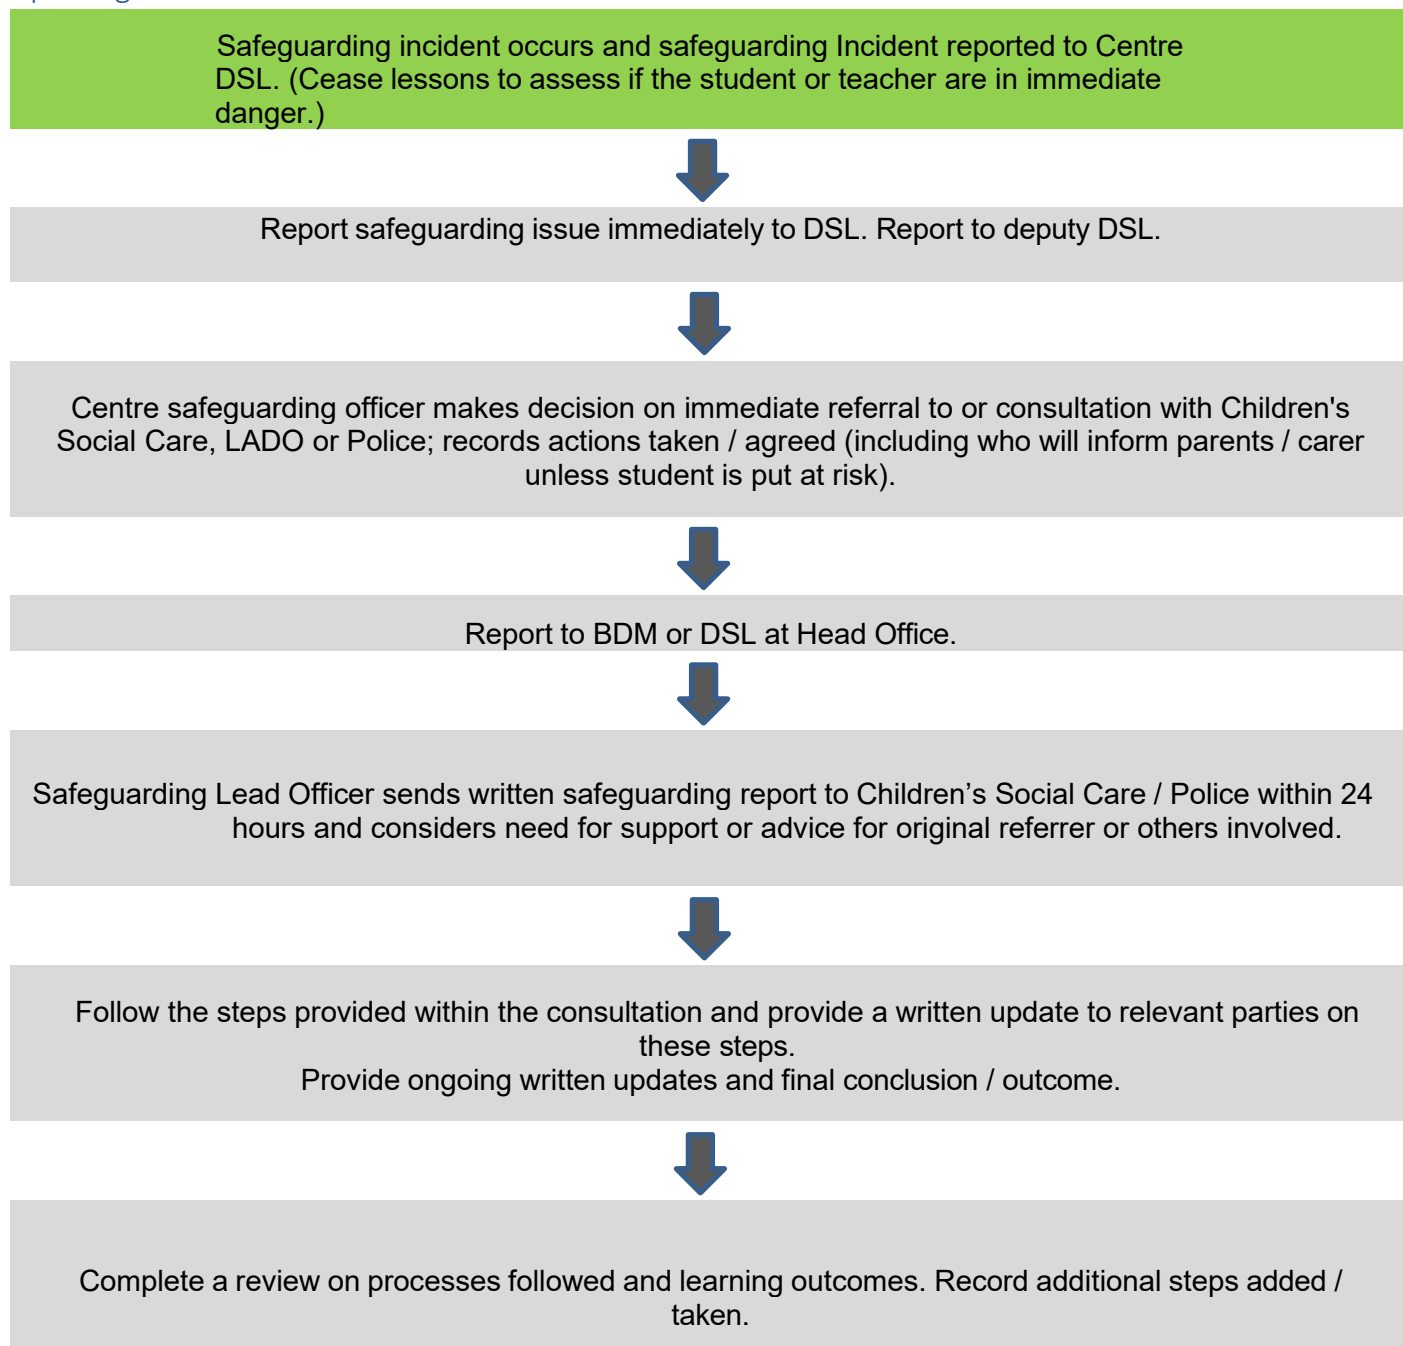 Safeguarding incident occurs and safeguarding Incident reported to Centre
DSL. (Cease lessons to assess if the student or teacher are in immediate
danger.)
Report safeguarding issue immediately to DSL. Report to deputy DSL.
Centre safeguarding officer makes decision on immediate referral to or consultation with Children's
Social Care, LADO or Police; records actions taken / agreed (including who will inform parents / carer
unless student is put at risk).
Report to BDM or DSL at Head Office.
Safeguarding Lead Officer sends written safeguarding report to Children’s Social Care / Police within 24
hours and considers need for support or advice for original referrer or others involved.
Follow the steps provided within the consultation and provide a written update to relevant parties on
these steps.
Provide ongoing written updates and final conclusion / outcome.
Complete a review on processes followed and learning outcomes. Record additional steps added /
taken.